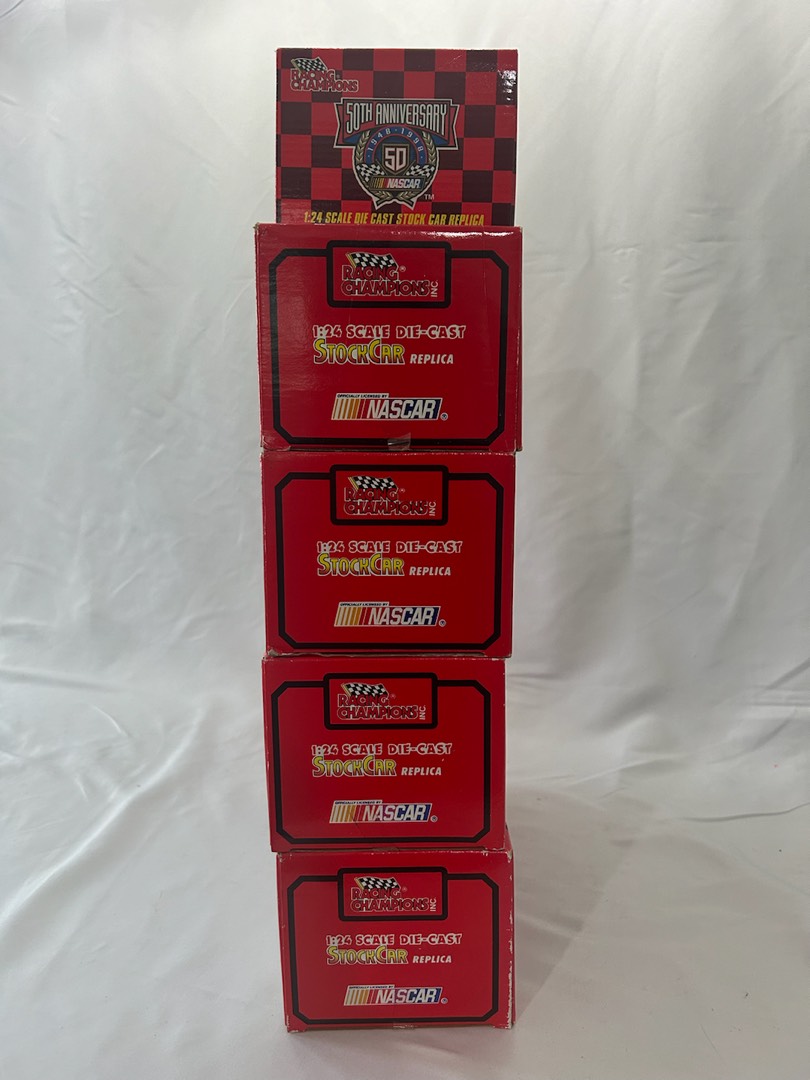 RACING
CHAMPIONS
50TH ANNIVERSARY
1948-1998
50
NASCAR
TM
1:24 SCALE DIE CAST STOCK CAR REPLICA
RACING®
CHAMPIONS INC
1:24 SCALE DIE-CAST
STOCKCAR REPLICA
OFFICIALLY LICENSED BY
NASCAR®
RACING®
CHAMPIONS INC
1:24 SCALE DIE-CAST
STOCKCAR REPLICA
OFFICIALLY LICENSED BY
NASCAR®
RACING®
CHAMPIONS INC
1:24 SCALE DIE-CAST
STOCKCAR REPLICA
OFFICIALLY LICENSED BY
NASCAR®
RACING®
CHAMPIONS INC
1:24 SCALE DIE-CAST
STOCKCAR REPLICA
OFFICIALLY LICENSED BY
NASCAR®